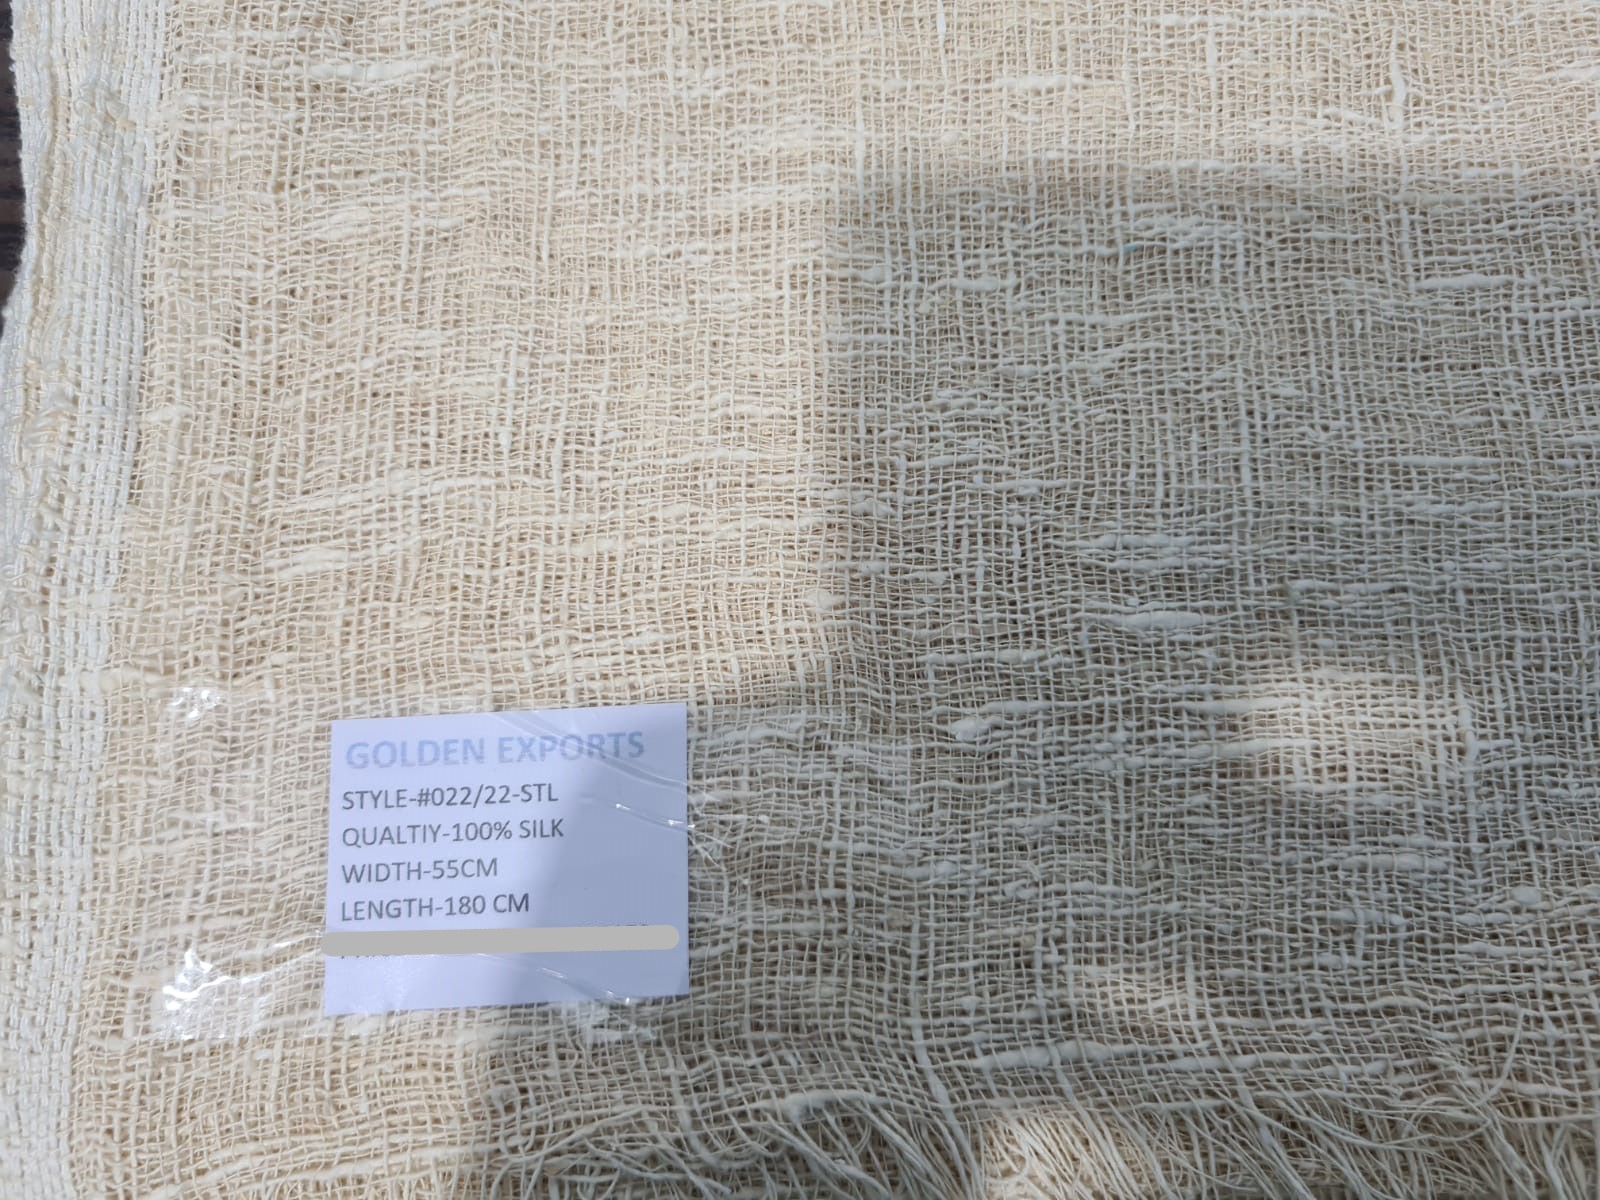 GOLDEN EXPORTS
STYLE-#022/22-STL
QUALTIY-100% SILK
WIDTH-55CM
LENGTH-180 CM